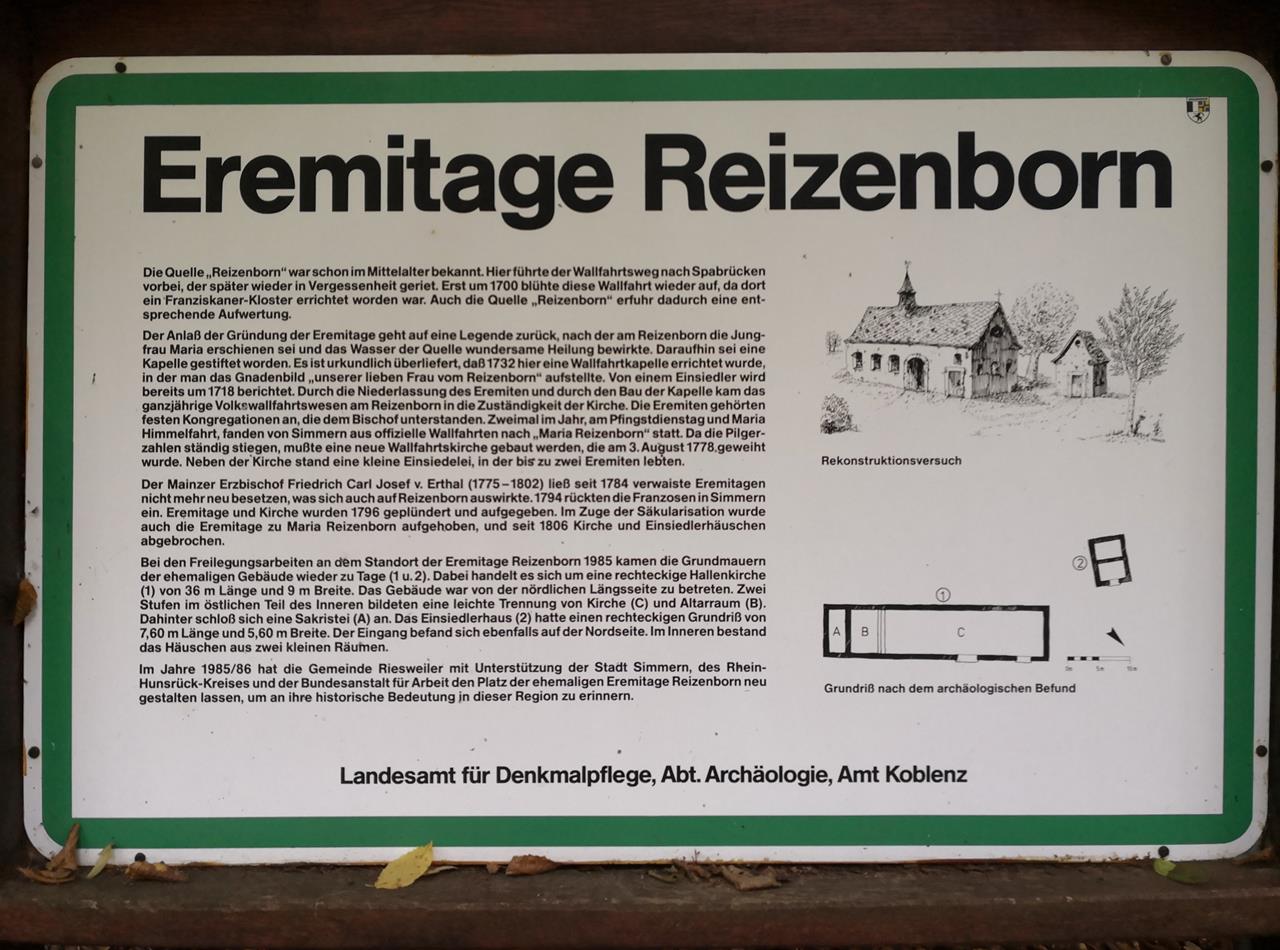 Eremitage Reizenborn
Die Quelle „Reizenborn“ war schon im Mittelalter bekannt. Hier führte der Wallfahrtsweg nach Spabrücken
vorbei, der später wieder in Vergessenheit geriet. Erst um 1700 blühte diese Wallfahrt wieder auf, da dort
ein Franziskaner-Kloster errichtet worden war. Auch die Quelle „Reizenborn“ erfuhr dadurch eine ent-
sprechende Aufwertung.
Der Anlaß der Gründung der Eremitage geht auf eine Legende zurück, nach der am Reizenborn die Jung-
frau Maria erschienen sei und das Wasser der Quelle wundersame Heilung bewirkte. Daraufhin sei eine
Kapelle gestiftet worden. Es ist urkundlich überliefert, daß 1732 hier eine Wallfahrtkapelle errichtet wurde,
in der man das Gnadenbild „unserer lieben Frau vom Reizenborn“ aufstellte. Von einem Einsiedler wird
bereits um 1718 berichtet. Durch die Niederlassung des Eremiten und durch den Bau der Kapelle kam das
ganzjährige Volkswallfahrtswesen am Reizenborn in die Zuständigkeit der Kirche. Die Eremiten gehörten
festen Kongregationen an, die dem Bischof unterstanden. Zweimal im Jahr, am Pfingstdienstag und Maria
Himmelfahrt, fanden von Simmern aus offizielle Wallfahrten nach „Maria Reizenborn“ statt. Da die Pilger-
zahlen ständig stiegen, mußte eine neue Wallfahrtskirche gebaut werden, die am 3. August 1778 geweiht
wurde. Neben der Kirche stand eine kleine Einsiedelei, in der bis zu zwei Eremiten lebten.
Der Mainzer Erzbischof Friedrich Carl Josef v. Erthal (1775–1802) ließ seit 1784 verwaiste Eremitagen
nicht mehr neu besetzen, was sich auch auf Reizenborn auswirkte. 1794 rückten die Franzosen in Simmern
ein. Eremitage und Kirche wurden 1796 geplündert und aufgegeben. Im Zuge der Säkularisation wurde
auch die Eremitage zu Maria Reizenborn aufgehoben, und seit 1806 Kirche und Einsiedlerhäuschen
abgebrochen.
Bei den Freilegungsarbeiten an dem Standort der Eremitage Reizenborn 1985 kamen die Grundmauern
der ehemaligen Gebäude wieder zu Tage (1 u. 2). Dabei handelt es sich um eine rechteckige Hallenkirche
(1) von 36 m Länge und 9 m Breite. Das Gebäude war von der nördlichen Längsseite zu betreten. Zwei
Stufen im östlichen Teil des Inneren bildeten eine leichte Trennung von Kirche (C) und Altarraum (B).
Dahinter schloß sich eine Sakristei (A) an. Das Einsiedlerhaus (2) hatte einen rechteckigen Grundriß von
7,60 m Länge und 5,60 m Breite. Der Eingang befand sich ebenfalls auf der Nordseite. Im Inneren bestand
das Häuschen aus zwei kleinen Räumen.
Im Jahre 1985/86 hat die Gemeinde Riesweiler mit Unterstützung der Stadt Simmern, des Rhein-
Hunsrück-Kreises und der Bundesanstalt für Arbeit den Platz der ehemaligen Eremitage Reizenborn neu
gestalten lassen, um an ihre historische Bedeutung in dieser Region zu erinnern.
Rekonstruktionsversuch
2
1
A B C
0m 5m 10m
Grundriß nach dem archäologischen Befund
Landesamt für Denkmalpflege, Abt. Archäologie, Amt Koblenz